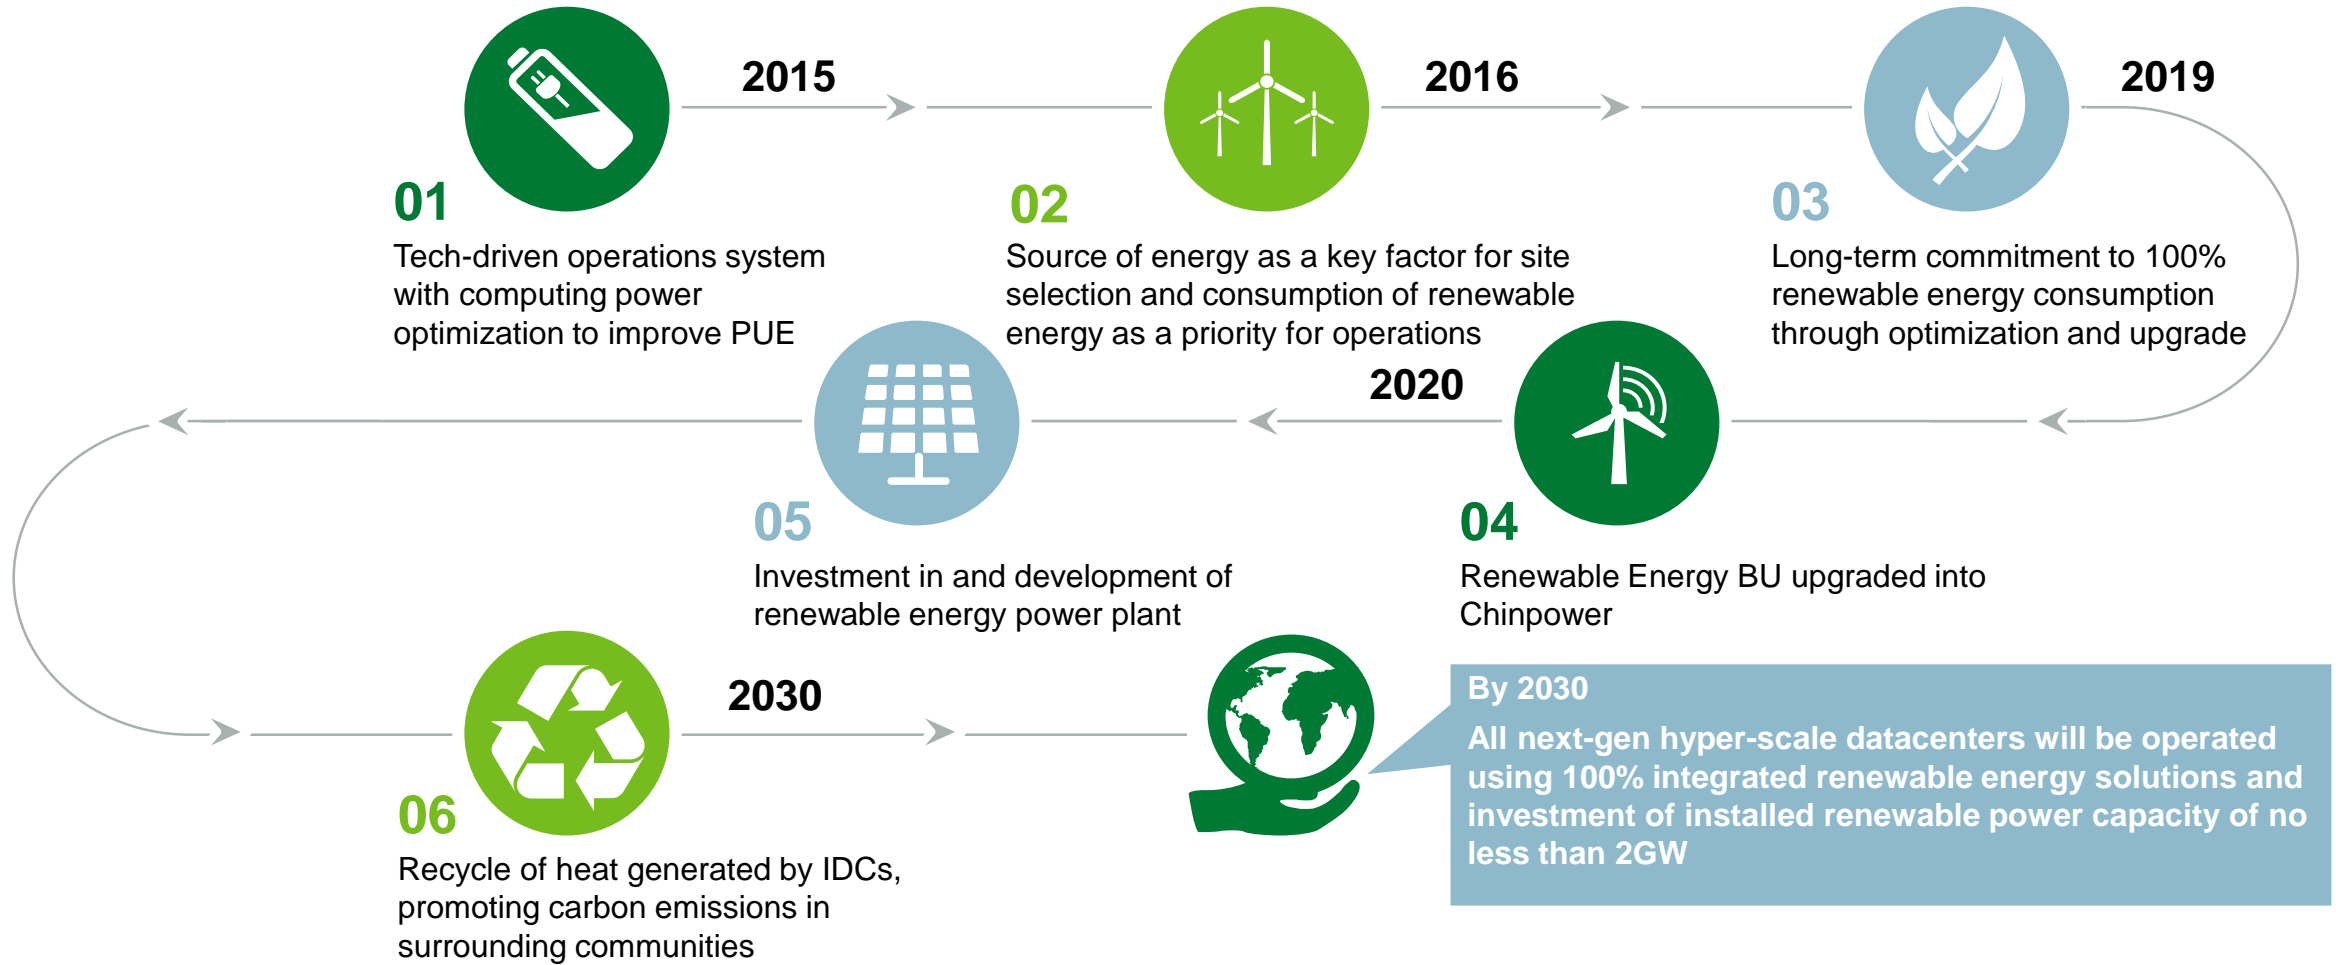 01
Tech-driven operations system
with computing power
optimization to improve PUE
2015
02
Source of energy as a key factor for site
selection and consumption of renewable
energy as a priority for operations
2016
03
Long-term commitment to 100%
renewable energy consumption
through optimization and upgrade
2019
04
Renewable Energy BU upgraded into
Chinpower
2020
05
Investment in and development of
renewable energy power plant
06
Recycle of heat generated by IDCs,
promoting carbon emissions in
surrounding communities
2030
By 2030
All next-gen hyper-scale datacenters will be operated
using 100% integrated renewable energy solutions and
investment of installed renewable power capacity of no
less than 2GW